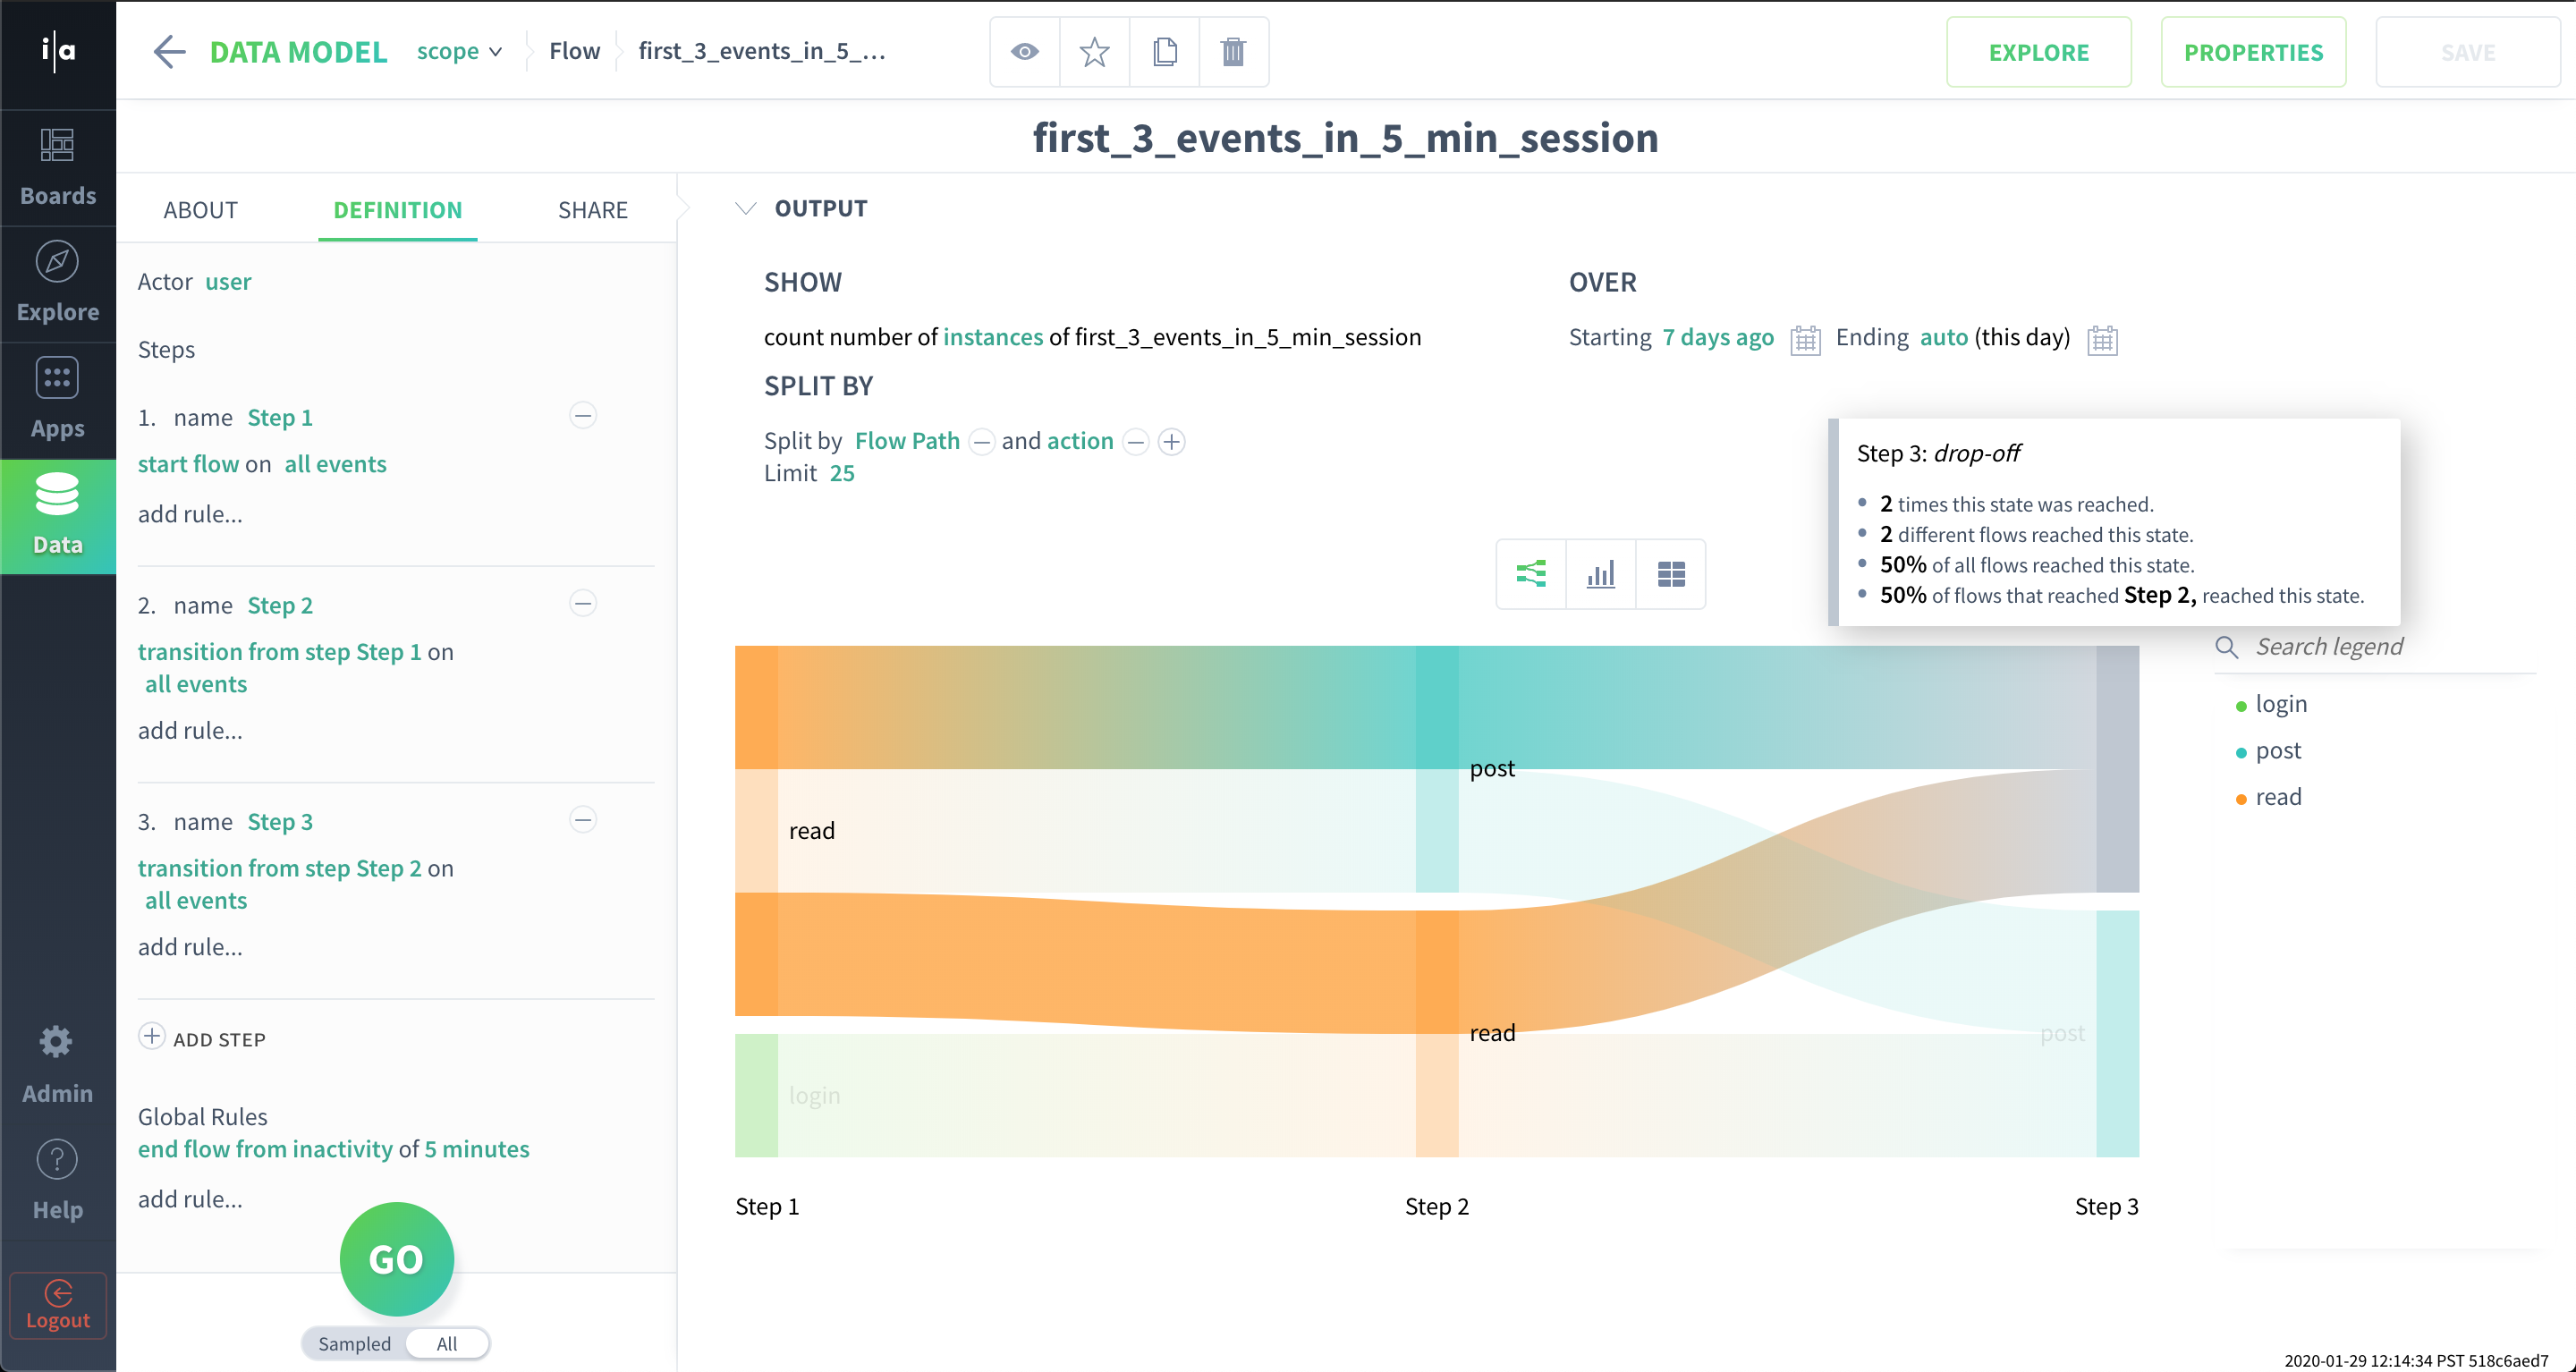 i|a
DATA MODEL scope Flow first_3_events_in_5_...
EXPLORE PROPERTIES SAVE
Boards
Explore
Apps
Data
Admin
Help
Logout
first_3_events_in_5_min_session
ABOUT DEFINITION SHARE
Actor user
Steps
1. name Step 1
start flow on all events
add rule...
2. name Step 2
transition from step Step 1 on
all events
add rule...
3. name Step 3
transition from step Step 2 on
all events
add rule...
ADD STEP
Global Rules
end flow from inactivity of 5 minutes
add rule...
GO
Sampled All
OUTPUT
SHOW
count number of instances of first_3_events_in_5_min_session
OVER
Starting 7 days ago Ending auto (this day)
SPLIT BY
Split by Flow Path and action
Limit 25
Step 3: drop-off
2 times this state was reached.
2 different flows reached this state.
50% of all flows reached this state.
50% of flows that reached Step 2, reached this state.
Search legend
login
post
read
post
read
read
post
login
Step 1 Step 2 Step 3
2020-01-29 12:14:34 PST 518c6aed7